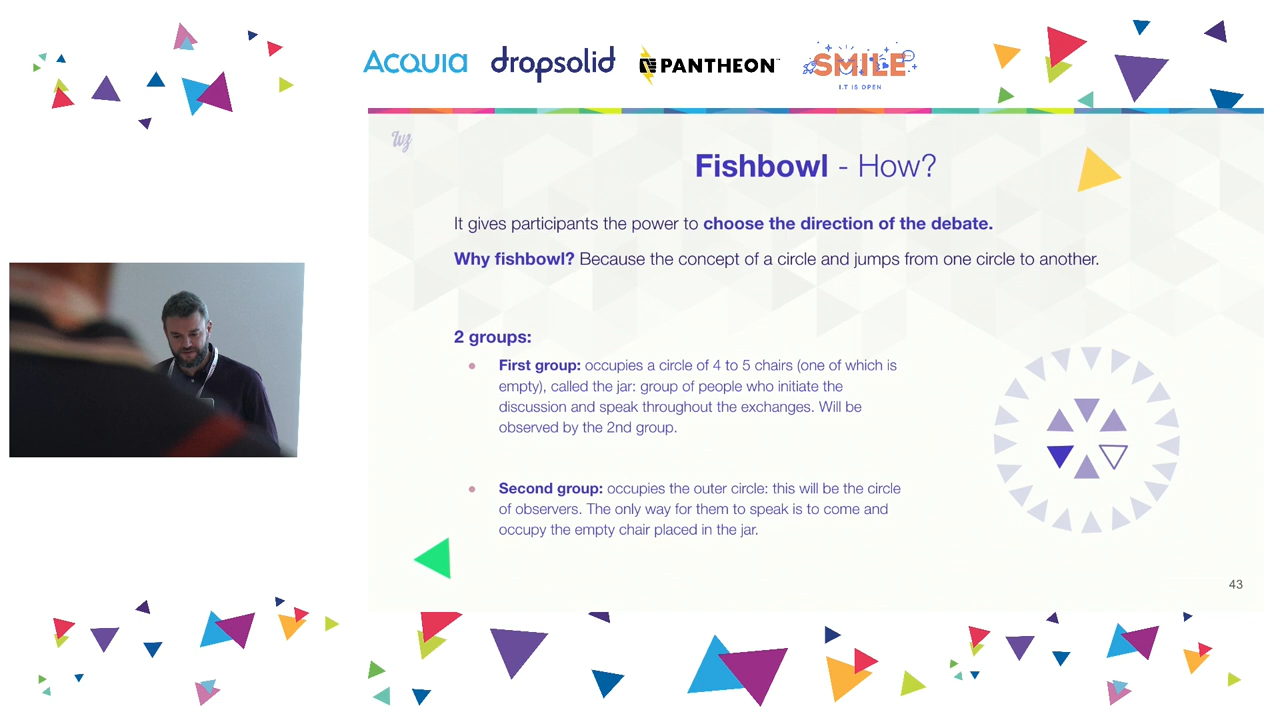 ACQUIA dropsolid PANTHEON SMILE
I.T IS OPEN
Fishbowl - How?
It gives participants the power to choose the direction of the debate.
Why fishbowl? Because the concept of a circle and jumps from one circle to another.
2 groups:
First group: occupies a circle of 4 to 5 chairs (one of which is
empty), called the jar: group of people who initiate the
discussion and speak throughout the exchanges. Will be
observed by the 2nd group.
Second group: occupies the outer circle: this will be the circle
of observers. The only way for them to speak is to come and
occupy the empty chair placed in the jar.
43